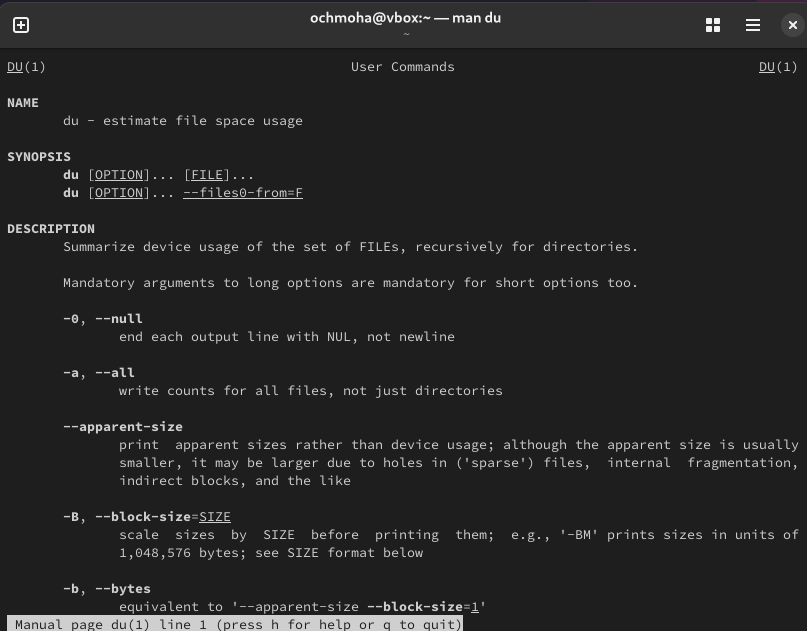 ochmoha@vbox:~ — man du
~
DU(1) User Commands DU(1)
NAME
du - estimate file space usage
SYNOPSIS
du [OPTION]... [FILE]...
du [OPTION]... --files0-from=F
DESCRIPTION
Summarize device usage of the set of FILEs, recursively for directories.
Mandatory arguments to long options are mandatory for short options too.
-0, --null
end each output line with NUL, not newline
-a, --all
write counts for all files, not just directories
--apparent-size
print apparent sizes rather than device usage; although the apparent size is usually
smaller, it may be larger due to holes in ('sparse') files, internal fragmentation,
indirect blocks, and the like
-B, --block-size=SIZE
scale sizes by SIZE before printing them; e.g., '-BM' prints sizes in units of
1,048,576 bytes; see SIZE format below
-b, --bytes
equivalent to '--apparent-size --block-size=1'
Manual page du(1) line 1 (press h for help or q to quit)